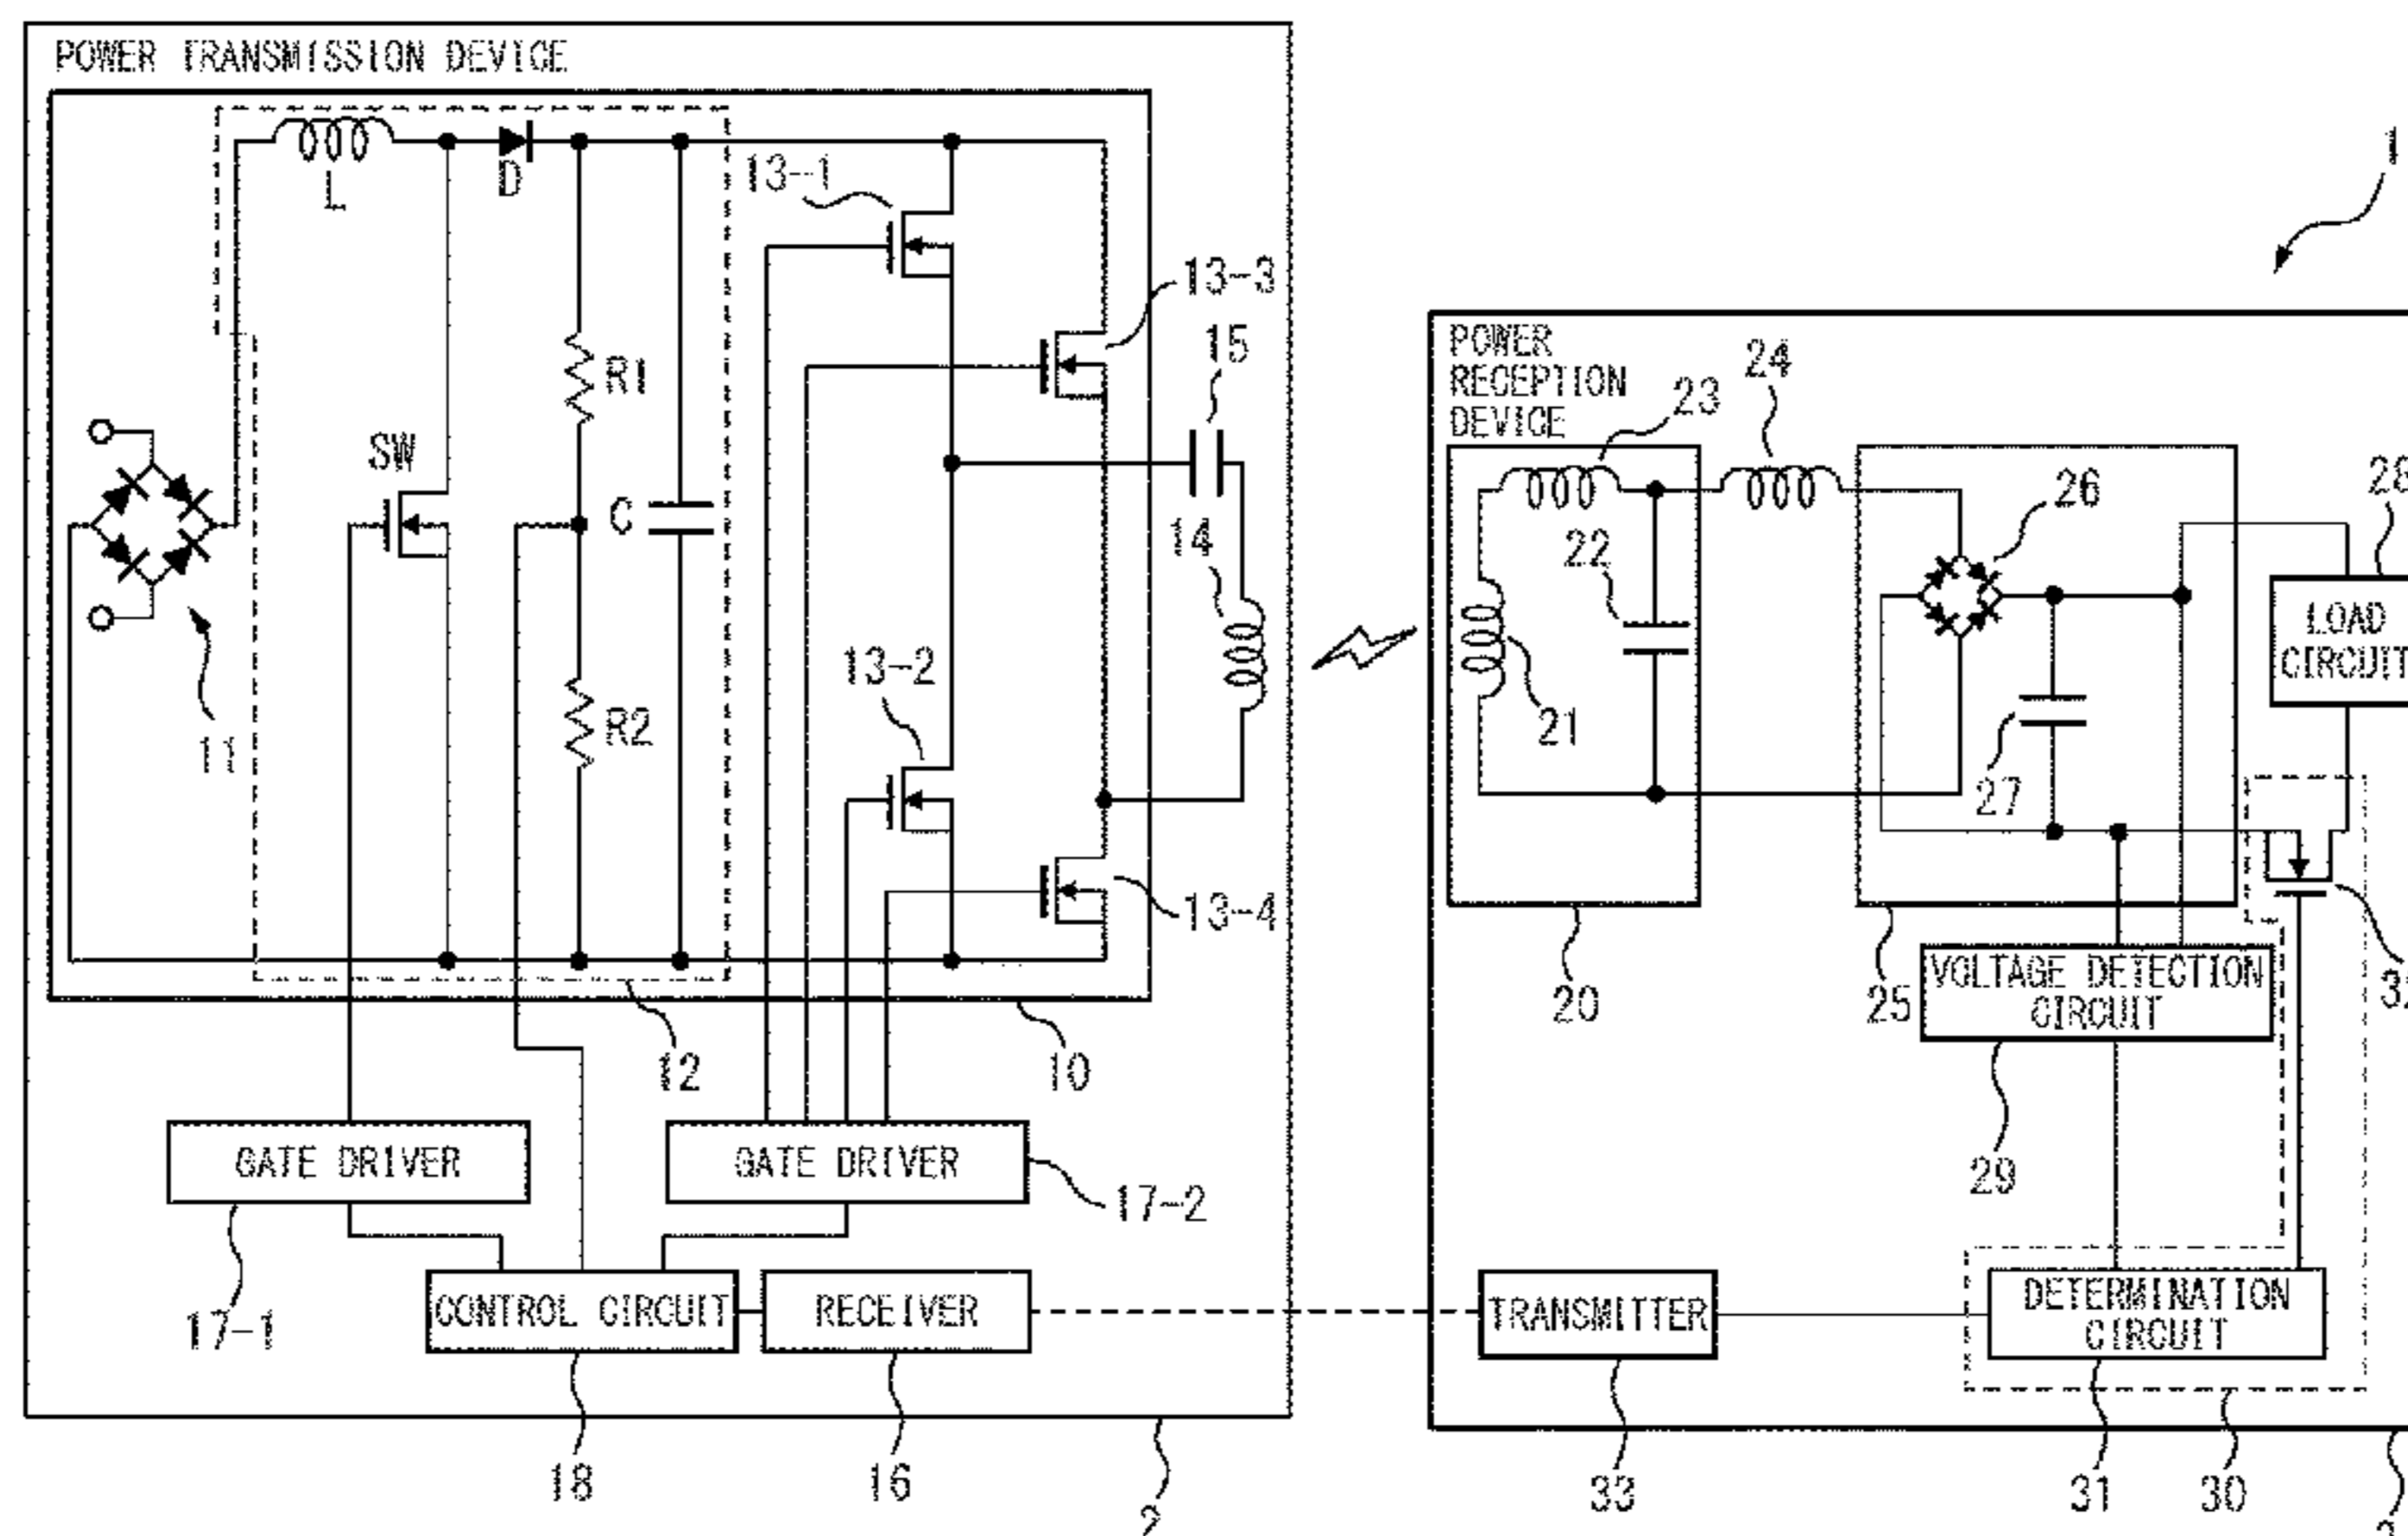 POWER TRANSMISSION DEVICE
L
D
13-1
1
13-3
POWER
RECEPTION
DEVICE
15
24
23
R1
SW
C
14
22
26
28
LOAD
CIRCUIT
13-2
R2
11
21
27
13-4
VOLTAGE DETECTION
CIRCUIT
20
25
12
10
29
GATE DRIVER
GATE DRIVER
17-2
17-1
CONTROL CIRCUIT
RECEIVER
TRANSMITTER
DETERMINATION
CIRCUIT
18
16
2
33
31
30